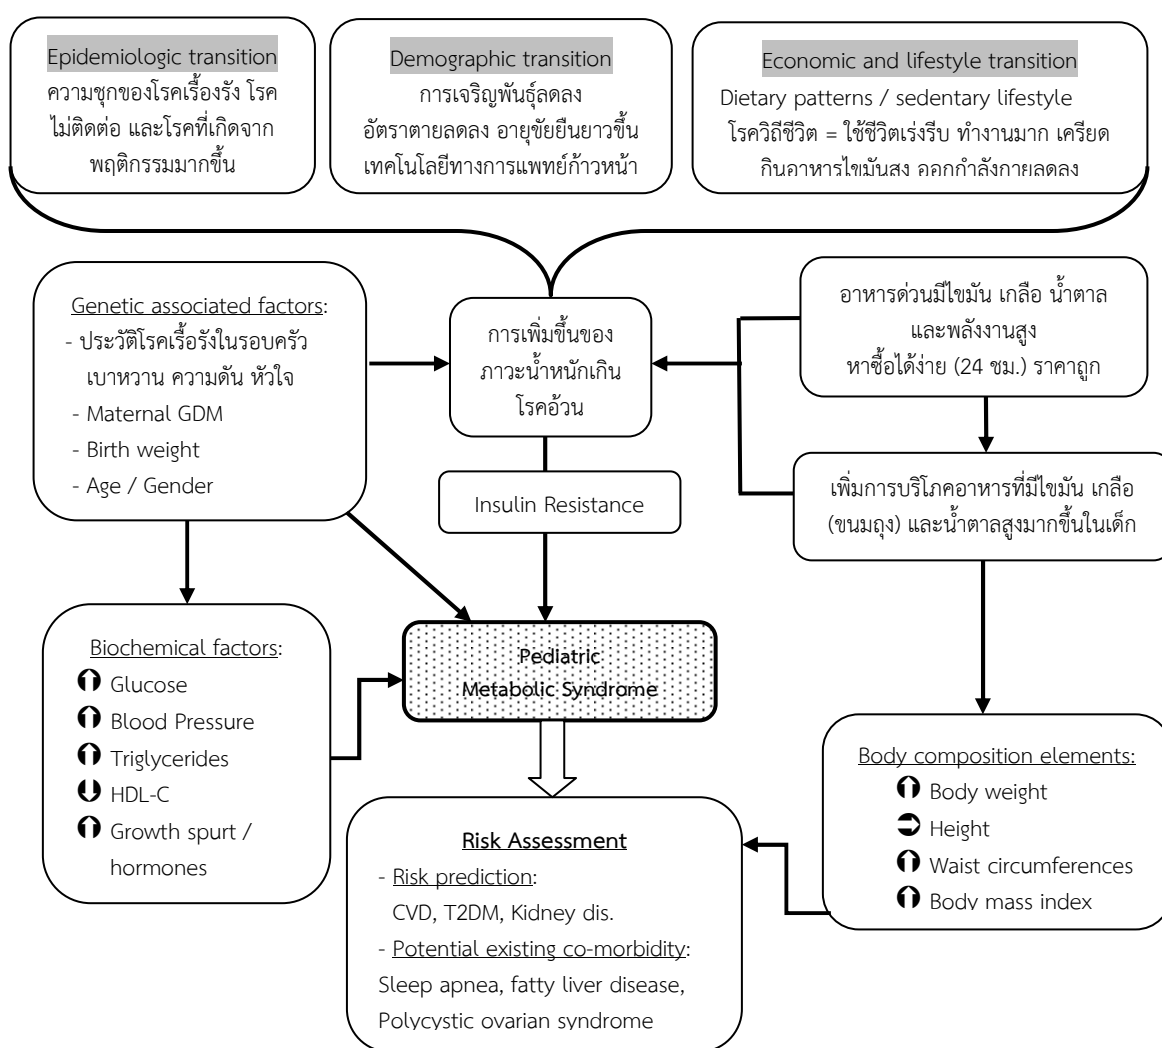 Epidemiologic transition
ความชุกของโรคเรื้องรัง โรค
ไม่ติดต่อ และโรคที่เกิดจาก
พฤติกรรมมากขึ้น
Demographic transition
การเจริญพันธุ์ลดลง
อัตราตายลดลง อายุขัยยืนยาวขึ้น
เทคโนโลยีทางการแพทย์ก้าวหน้า
Economic and lifestyle transition
Dietary patterns / sedentary lifestyle
โรควิถีชีวิต = ใช้ชีวิตเร่งรีบ ทำงานมาก เครียด
กินอาหารไขมันสูง ออกกำลังกายลดลง
Genetic associated factors:
- ประวัติโรคเรื้อรังในรอบครัว
เบาหวาน ความดัน หัวใจ
- Maternal GDM
- Birth weight
- Age / Gender
การเพิ่มขึ้นของ
ภาวะน้ำหนักเกิน
โรคอ้วน
อาหารด่วนมีไขมัน เกลือ น้ำตาล
และพลังงานสูง
หาซื้อได้ง่าย (24 ชม.) ราคาถูก
Insulin Resistance
เพิ่มการบริโภคอาหารที่มีไขมัน เกลือ
(ขนมถุง) และน้ำตาลสูงมากขึ้นในเด็ก
Biochemical factors:
Glucose
Blood Pressure
Triglycerides
HDL-C
Growth spurt /
hormones
Pediatric
Metabolic Syndrome
Body composition elements:
Body weight
Height
Waist circumferences
Body mass index
Risk Assessment
- Risk prediction:
CVD, T2DM, Kidney dis.
- Potential existing co-morbidity:
Sleep apnea, fatty liver disease,
Polycystic ovarian syndrome